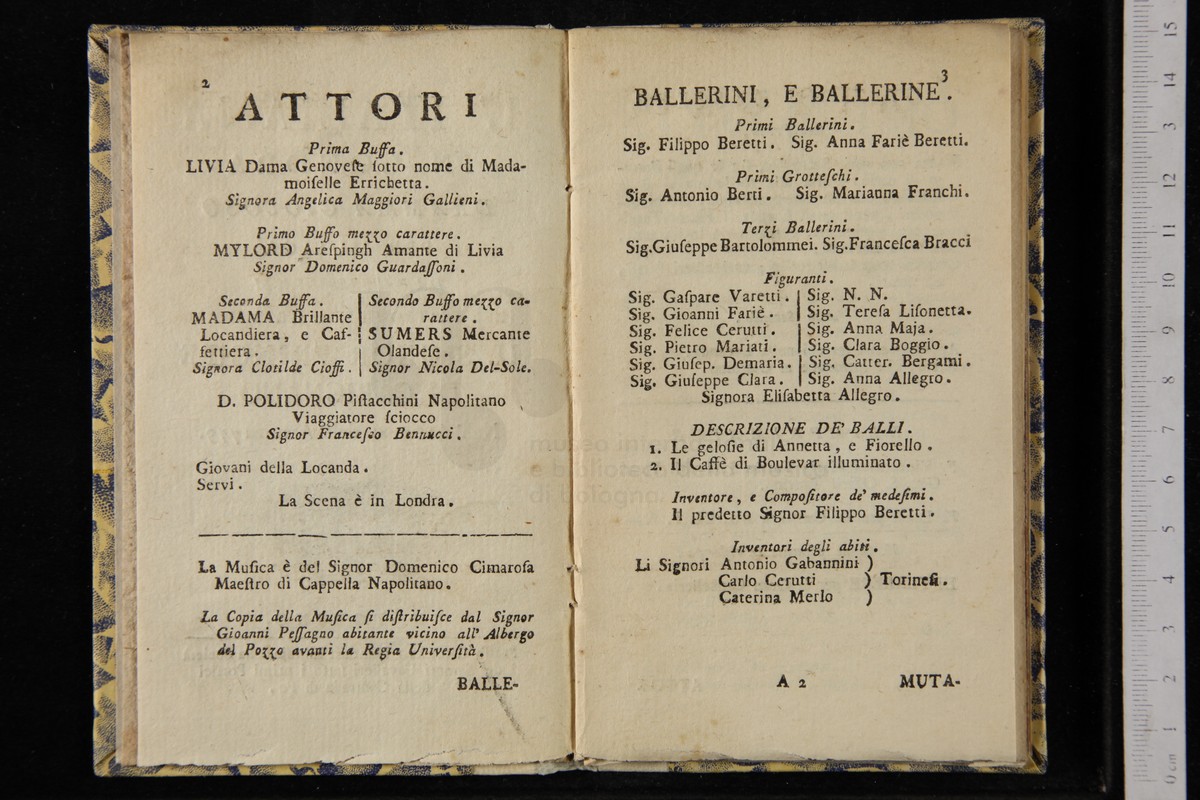 2
ATTORI
Prima Buffa.
LIVIA Dama Genovese ſotto nome di Mada-
moiſelle Errichetta.
Signora Angelica Maggiori Gallieni.
Primo Buffo mezzo carattere.
MYLORD Areſpingh Amante di Livia
Signor Domenico Guardaſſoni.
Seconda Buffa.
MADAMA Brillante
Locandiera, e Caf-
fettiera.
Signora Clotilde Cioffi.
Secondo Buffo mezzo ca-
rattere.
SUMERS Mercante
Olandeſe.
Signor Nicola Del-Sole.
D. POLIDORO Piſtacchini Napolitano
Viaggiatore ſciocco
Signor Franceſco Bennucci.
Giovani della Locanda.
Servi.
La Scena è in Londra.
La Muſica è del Signor Domenico Cimaroſa
Maeſtro di Cappella Napolitano.
La Copia della Muſica ſi diſtribuiſce dal Signor
Gioanni Peſſagno abitante vicino all' Albergo
del Pozzo avanti la Regia Univerſità.
BALLE-
3
BALLERINI, E BALLERINE.
Primi Ballerini.
Sig. Filippo Beretti. Sig. Anna Fariè Beretti.
Primi Grotteſchi.
Sig. Antonio Berti. Sig. Marianna Franchi.
Terzi Ballerini.
Sig.Giuſeppe Bartolommei. Sig.Franceſca Bracci
Figuranti.
Sig. Gaſpare Varetti.
Sig. Gioanni Fariè.
Sig. Felice Cerutti.
Sig. Pietro Mariati.
Sig. Giuſep. Demaria.
Sig. Giuſeppe Clara.
Sig. N. N.
Sig. Tereſa Liſonetta.
Sig. Anna Maja.
Sig. Clara Boggio.
Sig. Catter. Bergami.
Sig. Anna Allegro.
Signora Eliſabetta Allegro.
DESCRIZIONE DE' BALLI.
1. Le geloſie di Annetta, e Fiorello.
2. Il Caffè di Boulevar illuminato.
Inventore, e Compoſitore de' medeſimi.
Il predetto Signor Filippo Beretti.
Inventori degli abiti.
Li Signori Antonio Gabannini )
Carlo Cerutti ) Torineſi.
Caterina Merlo )
A 2
MUTA-